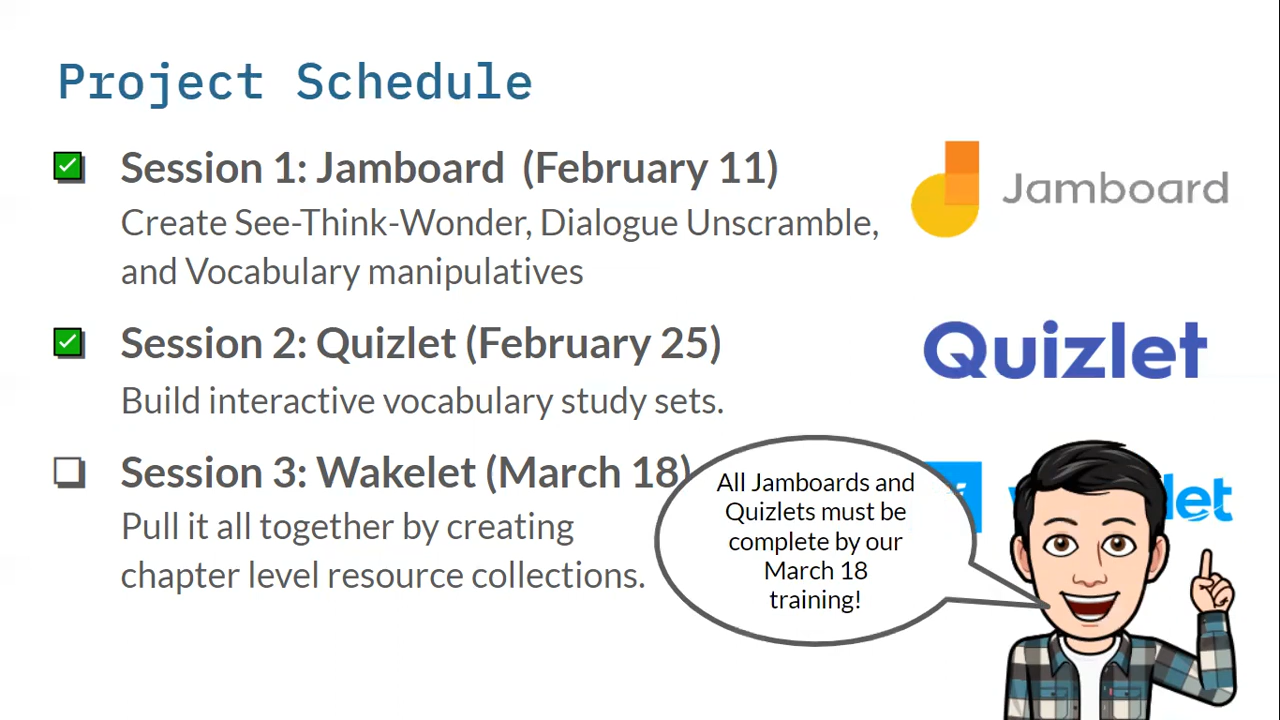 Project Schedule
Session 1: Jamboard (February 11)
Create See-Think-Wonder, Dialogue Unscramble,
and Vocabulary manipulatives
Jamboard
Session 2: Quizlet (February 25)
Build interactive vocabulary study sets.
Quizlet
Session 3: Wakelet (March 18)
Pull it all together by creating
chapter level resource collections.
All Jamboards and
Quizlets must be
complete by our
March 18
training!